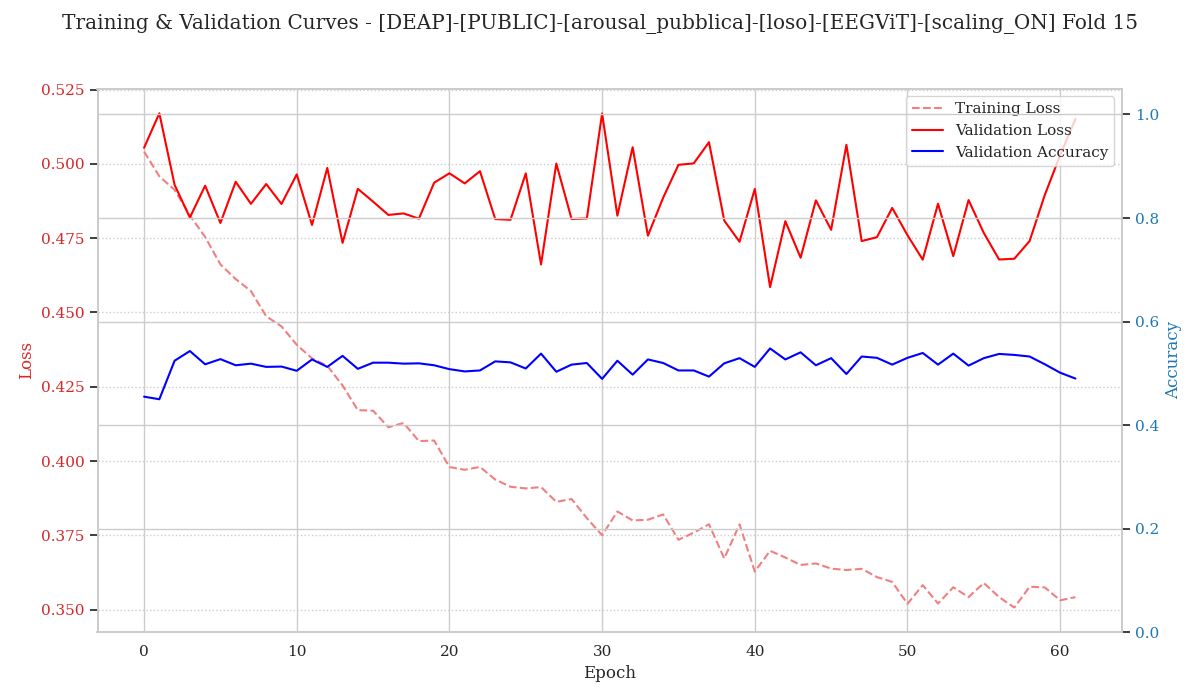 Training & Validation Curves - [DEAP]-[PUBLIC]-[arousal_pubblica]-[loso]-[EEGViT]-[scaling_ON] Fold 15
Training Loss
Validation Loss
Validation Accuracy
0.525
0.500
0.475
0.450
0.425
0.400
0.375
0.350
Loss
1.0
0.8
0.6
0.4
0.2
0.0
Accuracy
0 10 20 30 40 50 60
Epoch